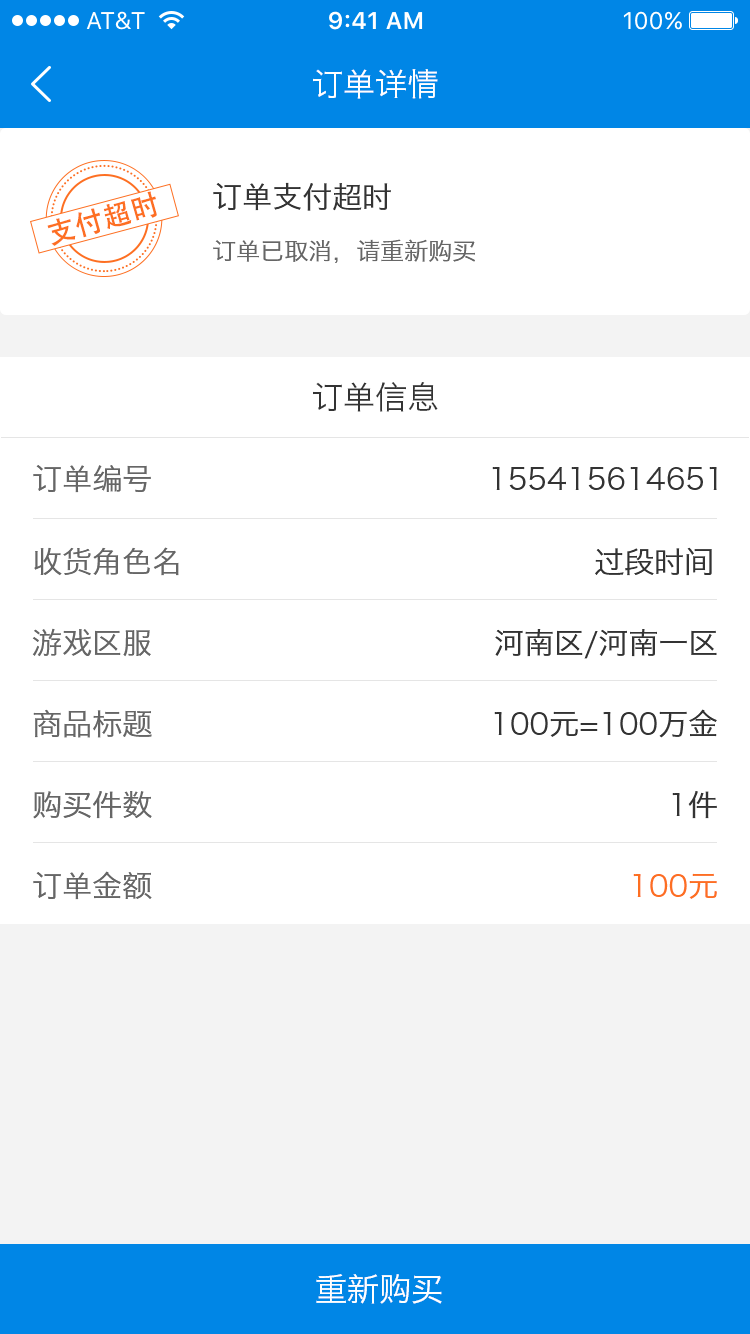 AT&T 9:41 AM 100%
订单详情
支付超时
订单支付超时
订单已取消，请重新购买
订单信息
订单编号 155415614651
收货角色名 过段时间
游戏区服 河南区/河南一区
商品标题 100元=100万金
购买件数 1件
订单金额 100元
重新购买